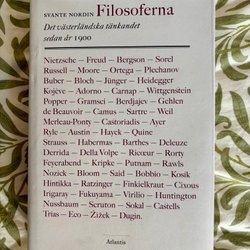 SVANTE NORDIN Filosoferna
Det västerländska tänkandet
sedan år 1900
Nietzsche – Freud – Bergson – Sorel
Russell – Moore – Ortega – Plechanov
Buber – Bloch – Jünger – Heidegger
Kojève – Adorno – Carnap – Wittgenstein
Popper – Gramsci – Berdjajev – Gehlen
de Beauvoir – Camus – Sartre – Weil
Merleau-Ponty – Castoriadis – Ayer
Ryle – Austin – Hayek – Quine
Strauss – Habermas – Barthes – Deleuze
Derrida – Della Volpe – Ricœur – Rorty
Feyerabend – Kripke – Putnam – Rawls
Nozick – Bloom – Said – Bobbio – Kosik
Hintikka – Ratzinger – Finkielkraut – Cixous
Irigaray – Fukuyama – Virilio – Huntington
Nussbaum – Scruton – Sokal – Castells
Trías – Eco – Žižek – Dugin.
Atlantis